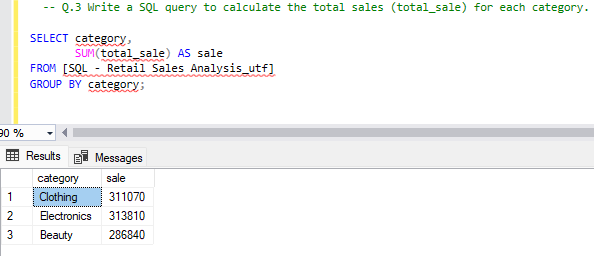 -- Q.3 Write a SQL query to calculate the total sales (total_sale) for each category.
SELECT category,
SUM(total_sale) AS sale
FROM [SQL - Retail Sales Analysis_utf]
GROUP BY category;
90 %
Results Messages
category sale
1 Clothing 311070
2 Electronics 313810
3 Beauty 286840